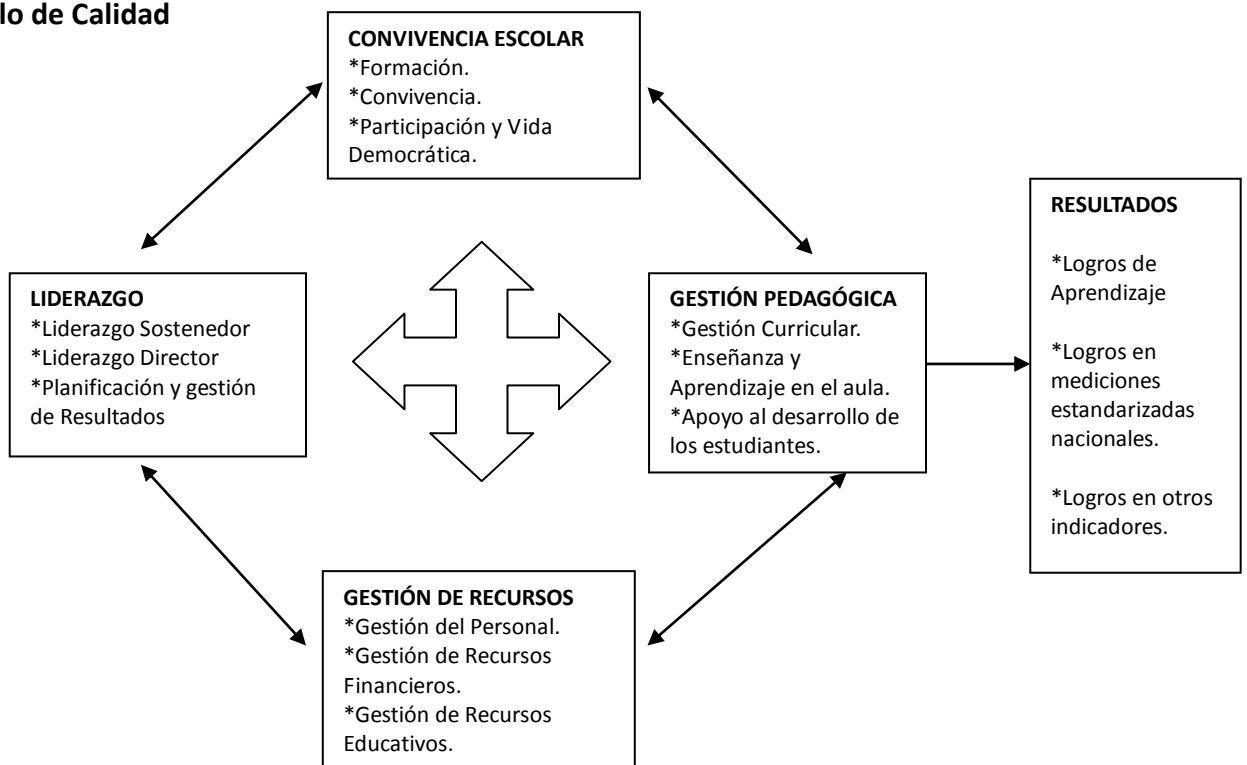 lo de Calidad
CONVIVENCIA ESCOLAR
*Formación.
*Convivencia.
*Participación y Vida
Democrática.
LIDERAZGO
*Liderazgo Sostenedor
*Liderazgo Director
*Planificación y gestión
de Resultados
GESTIÓN PEDAGÓGICA
*Gestión Curricular.
*Enseñanza y
Aprendizaje en el aula.
*Apoyo al desarrollo de
los estudiantes.
RESULTADOS
*Logros de
Aprendizaje
*Logros en
mediciones
estandarizadas
nacionales.
*Logros en otros
indicadores.
GESTIÓN DE RECURSOS
*Gestión del Personal.
*Gestión de Recursos
Financieros.
*Gestión de Recursos
Educativos.